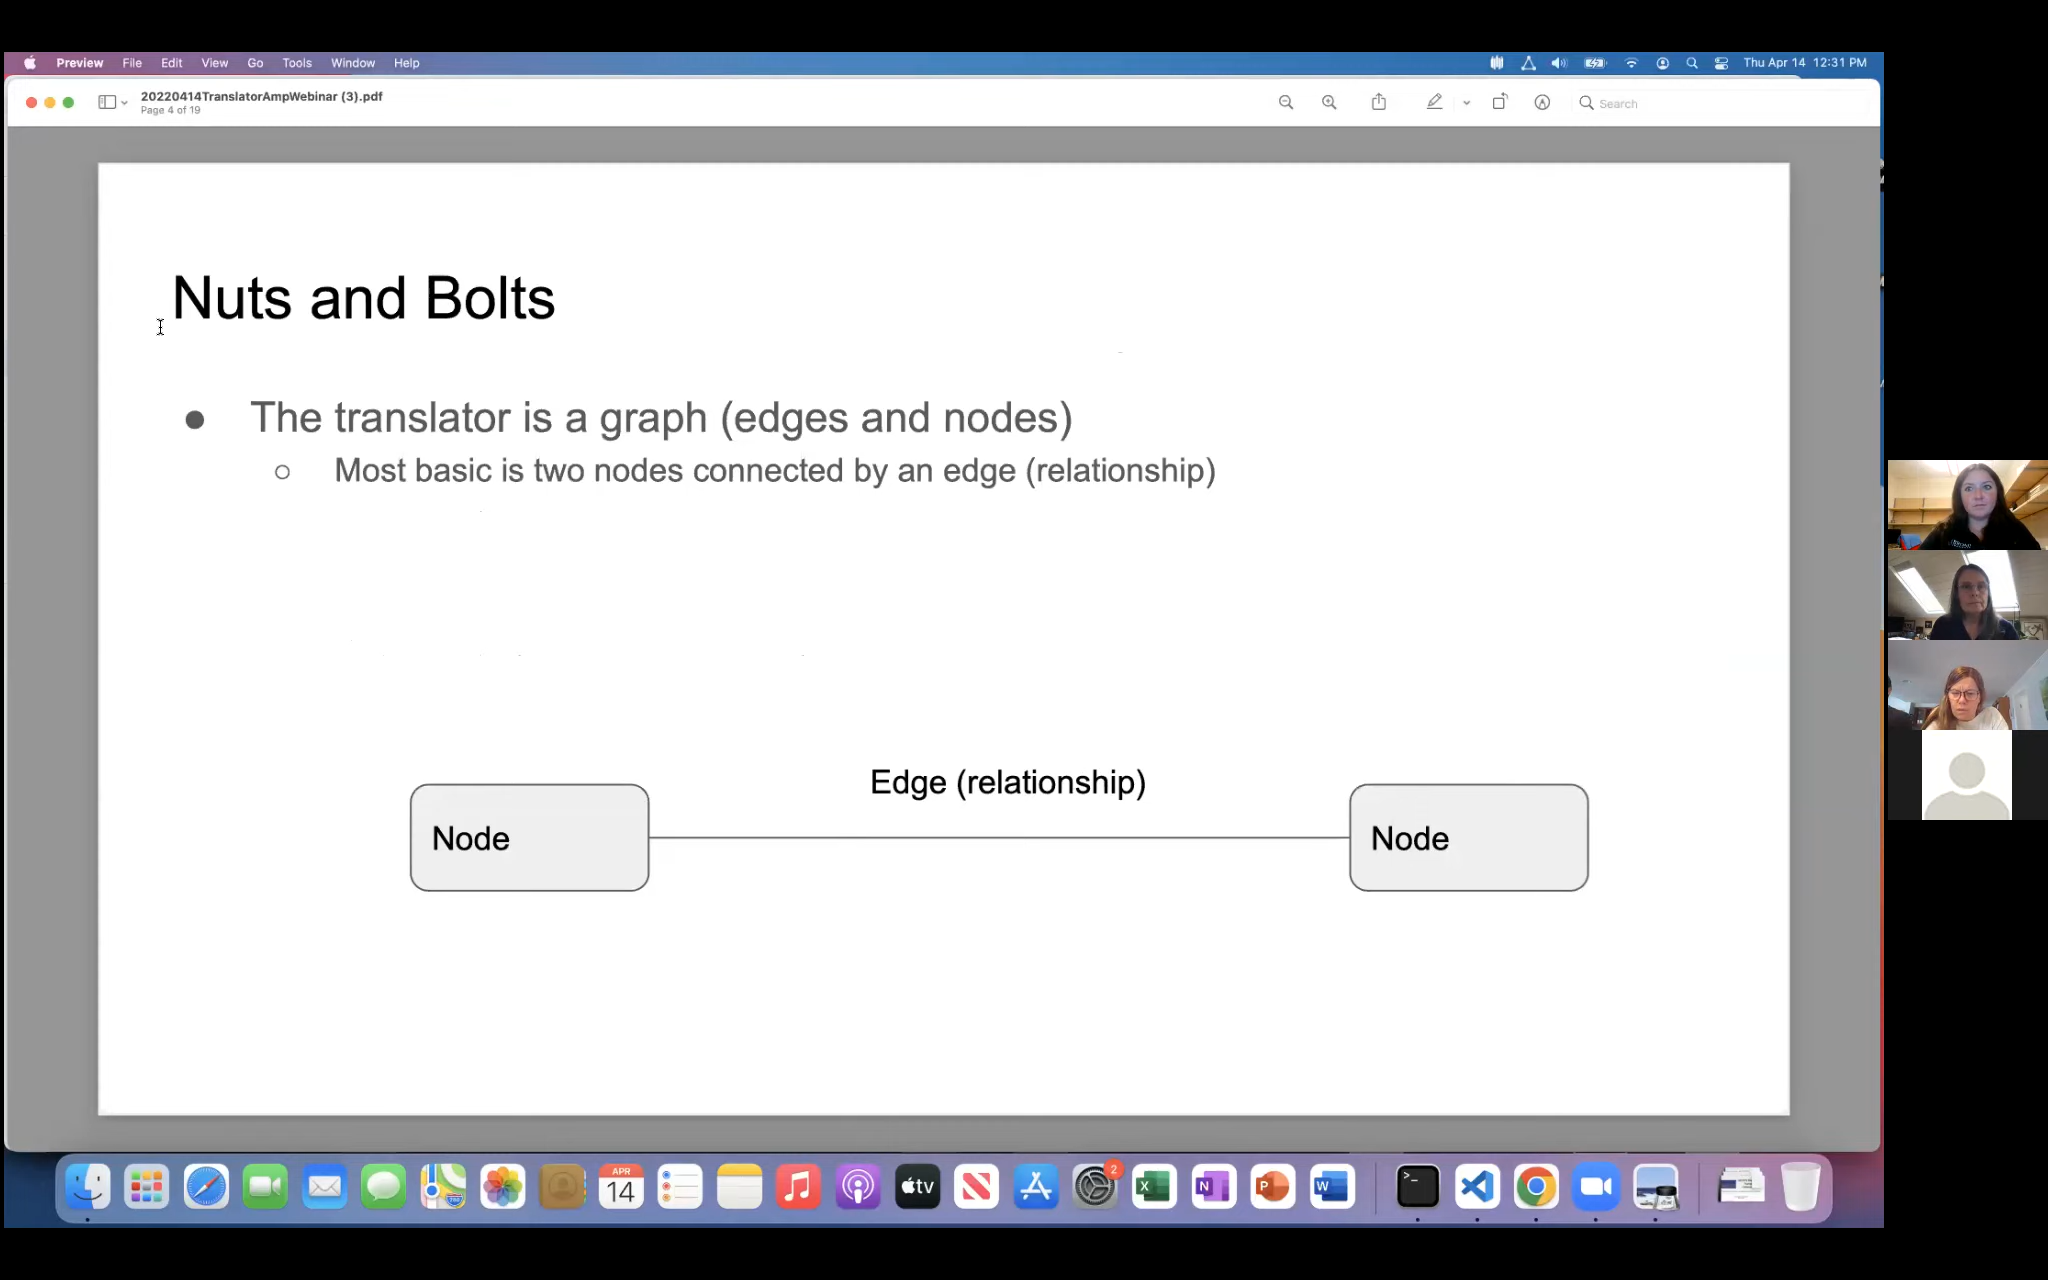 Preview File Edit View Go Tools Window Help Thu Apr 14 12:31 PM
20220414TranslatorAmpWebinar (3).pdf
Page 4 of 19
Search
Nuts and Bolts
● The translator is a graph (edges and nodes)
○ Most basic is two nodes connected by an edge (relationship)
Edge (relationship)
Node
Node
APR
14
tv
2
X
N
P
W
>_